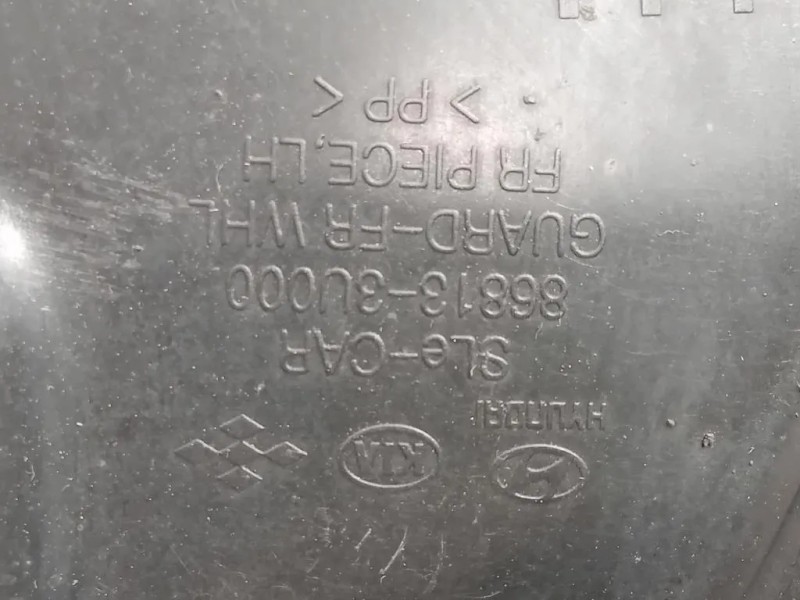 HYUNDAI
KIA
SLe-CAR
86813-3U000
GUARD-FR WHL
FR PIECE, LH
>PP<